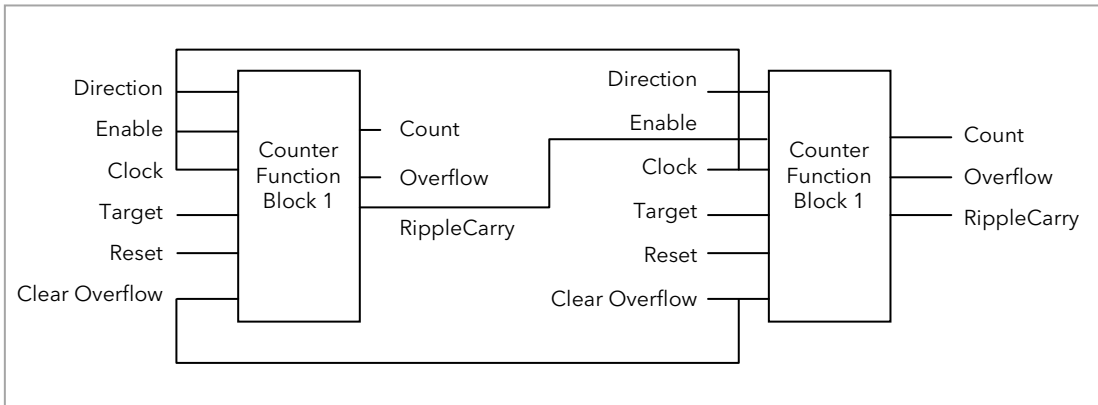 Direction
Enable
Clock
Target
Reset
Clear Overflow
Counter
Function
Block 1
Count
Overflow
RippleCarry
Direction
Enable
Clock
Target
Reset
Clear Overflow
Counter
Function
Block 1
Count
Overflow
RippleCarry